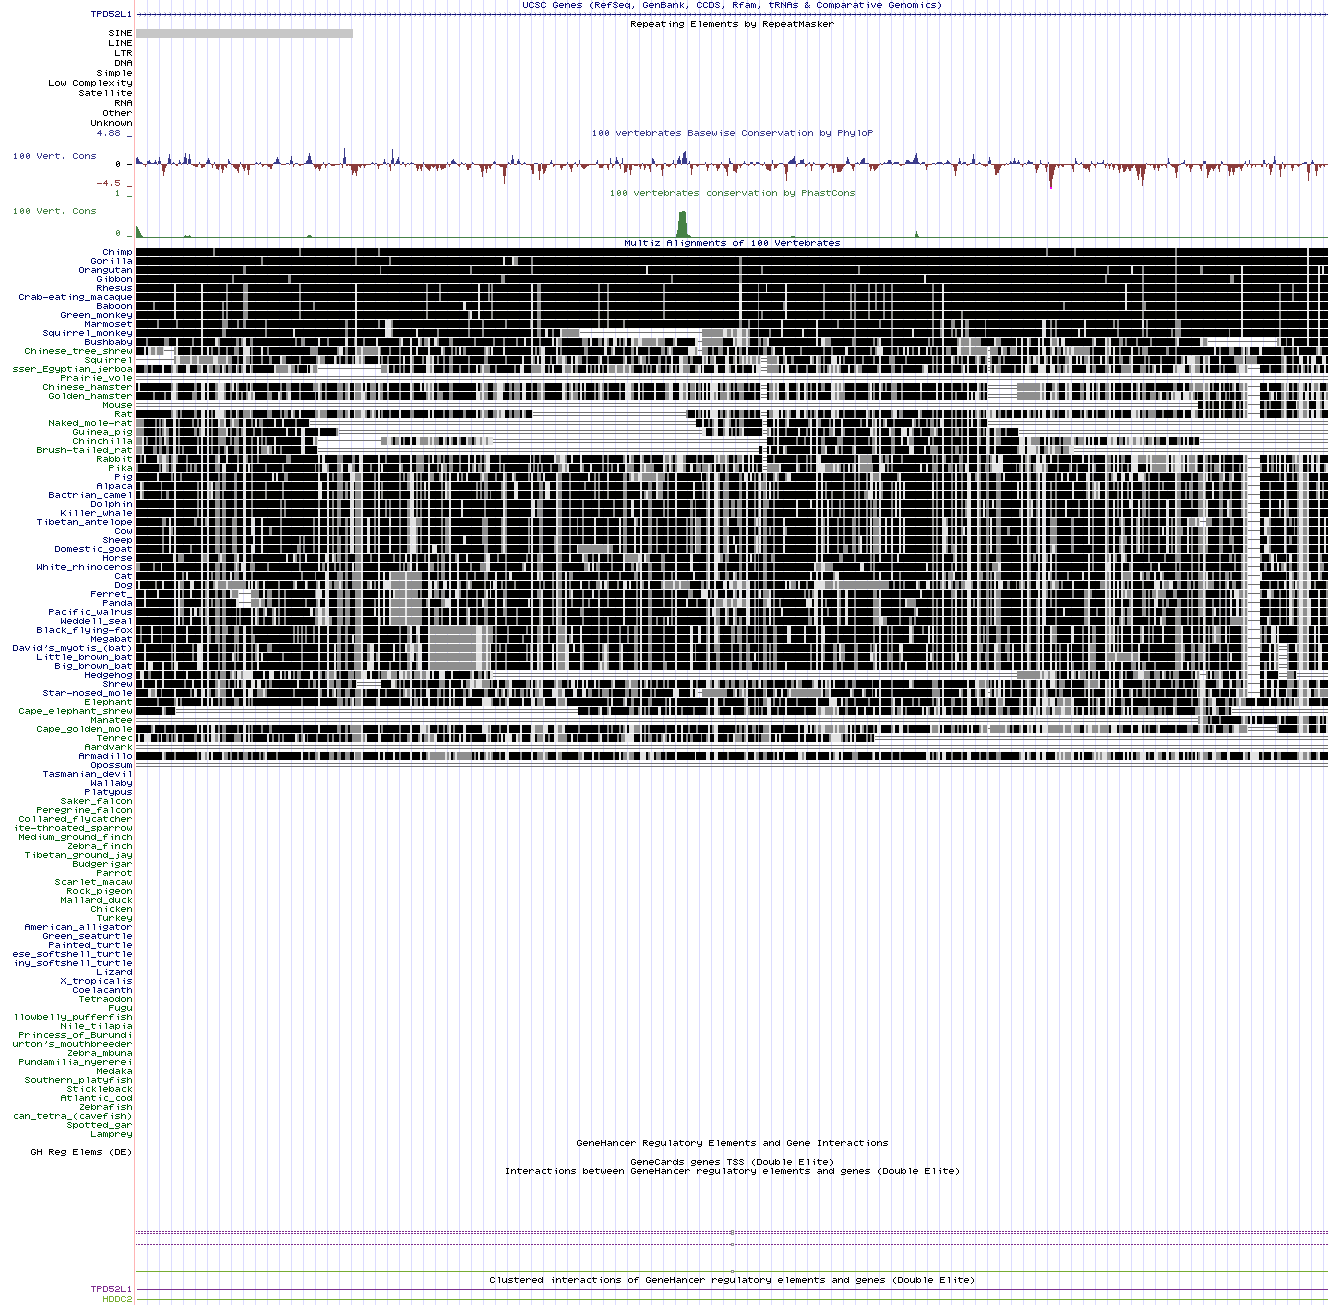 UCSC Genes (RefSeq, GenBank, CCDS, Rfam, tRNAs & Comparative Genomics)
TPD52L1
Repeating Elements by RepeatMasker
SINE
LINE
LTR
DNA
Simple
Low Complexity
Satellite
RNA
Other
Unknown
4.88 _
100 vertebrates Basewise Conservation by PhyloP
100 Vert. Cons
0 -
-4.5 _
100 vertebrates conservation by PhastCons
1 _
100 Vert. Cons
0 _
Multiz Alignments of 100 Vertebrates
Chimp
Gorilla
Orangutan
Gibbon
Rhesus
Crab-eating_macaque
Baboon
Green_monkey
Marmoset
Squirrel_monkey
Bushbaby
Chinese_tree_shrew
Squirrel
sser_Egyptian_jerboa
Prairie_vole
Chinese_hamster
Golden_hamster
Mouse
Rat
Naked_mole-rat
Guinea_pig
Chinchilla
Brush-tailed_rat
Rabbit
Pika
Pig
Alpaca
Bactrian_camel
Dolphin
Killer_whale
Tibetan_antelope
Cow
Sheep
Domestic_goat
Horse
White_rhinoceros
Cat
Dog
Ferret_
Panda
Pacific_walrus
Weddell_seal
Black_flying-fox
Megabat
David's_myotis_(bat)
Little_brown_bat
Big_brown_bat
Hedgehog
Shrew
Star-nosed_mole
Elephant
Cape_elephant_shrew
Manatee
Cape_golden_mole
Tenrec
Aardvark
Armadillo
Opossum
Tasmanian_devil
Wallaby
Platypus
Saker_falcon
Peregrine_falcon
Collared_flycatcher
ite-throated_sparrow
Medium_ground_finch
Zebra_finch
Tibetan_ground_jay
Budgerigar
Parrot
Scarlet_macaw
Rock_pigeon
Mallard_duck
Chicken
Turkey
American_alligator
Green_seaturtle
Painted_turtle
ese_softshell_turtle
iny_softshell_turtle
Lizard
X_tropicalis
Coelacanth
Tetraodon
Fugu
llowbelly_pufferfish
Nile_tilapia
Princess_of_Burundi
urton's_mouthbreeder
Zebra_mbuna
Pundamilia_nyererei
Medaka
Southern_platyfish
Stickleback
Atlantic_cod
Zebrafish
can_tetra_(cavefish)
Spotted_gar
Lamprey
GeneHancer Regulatory Elements and Gene Interactions
GH Reg Elems (DE)
GeneCards genes TSS (Double Elite)
Interactions between GeneHancer regulatory elements and genes (Double Elite)
Clustered interactions of GeneHancer regulatory elements and genes (Double Elite)
TPD52L1
HDDC2